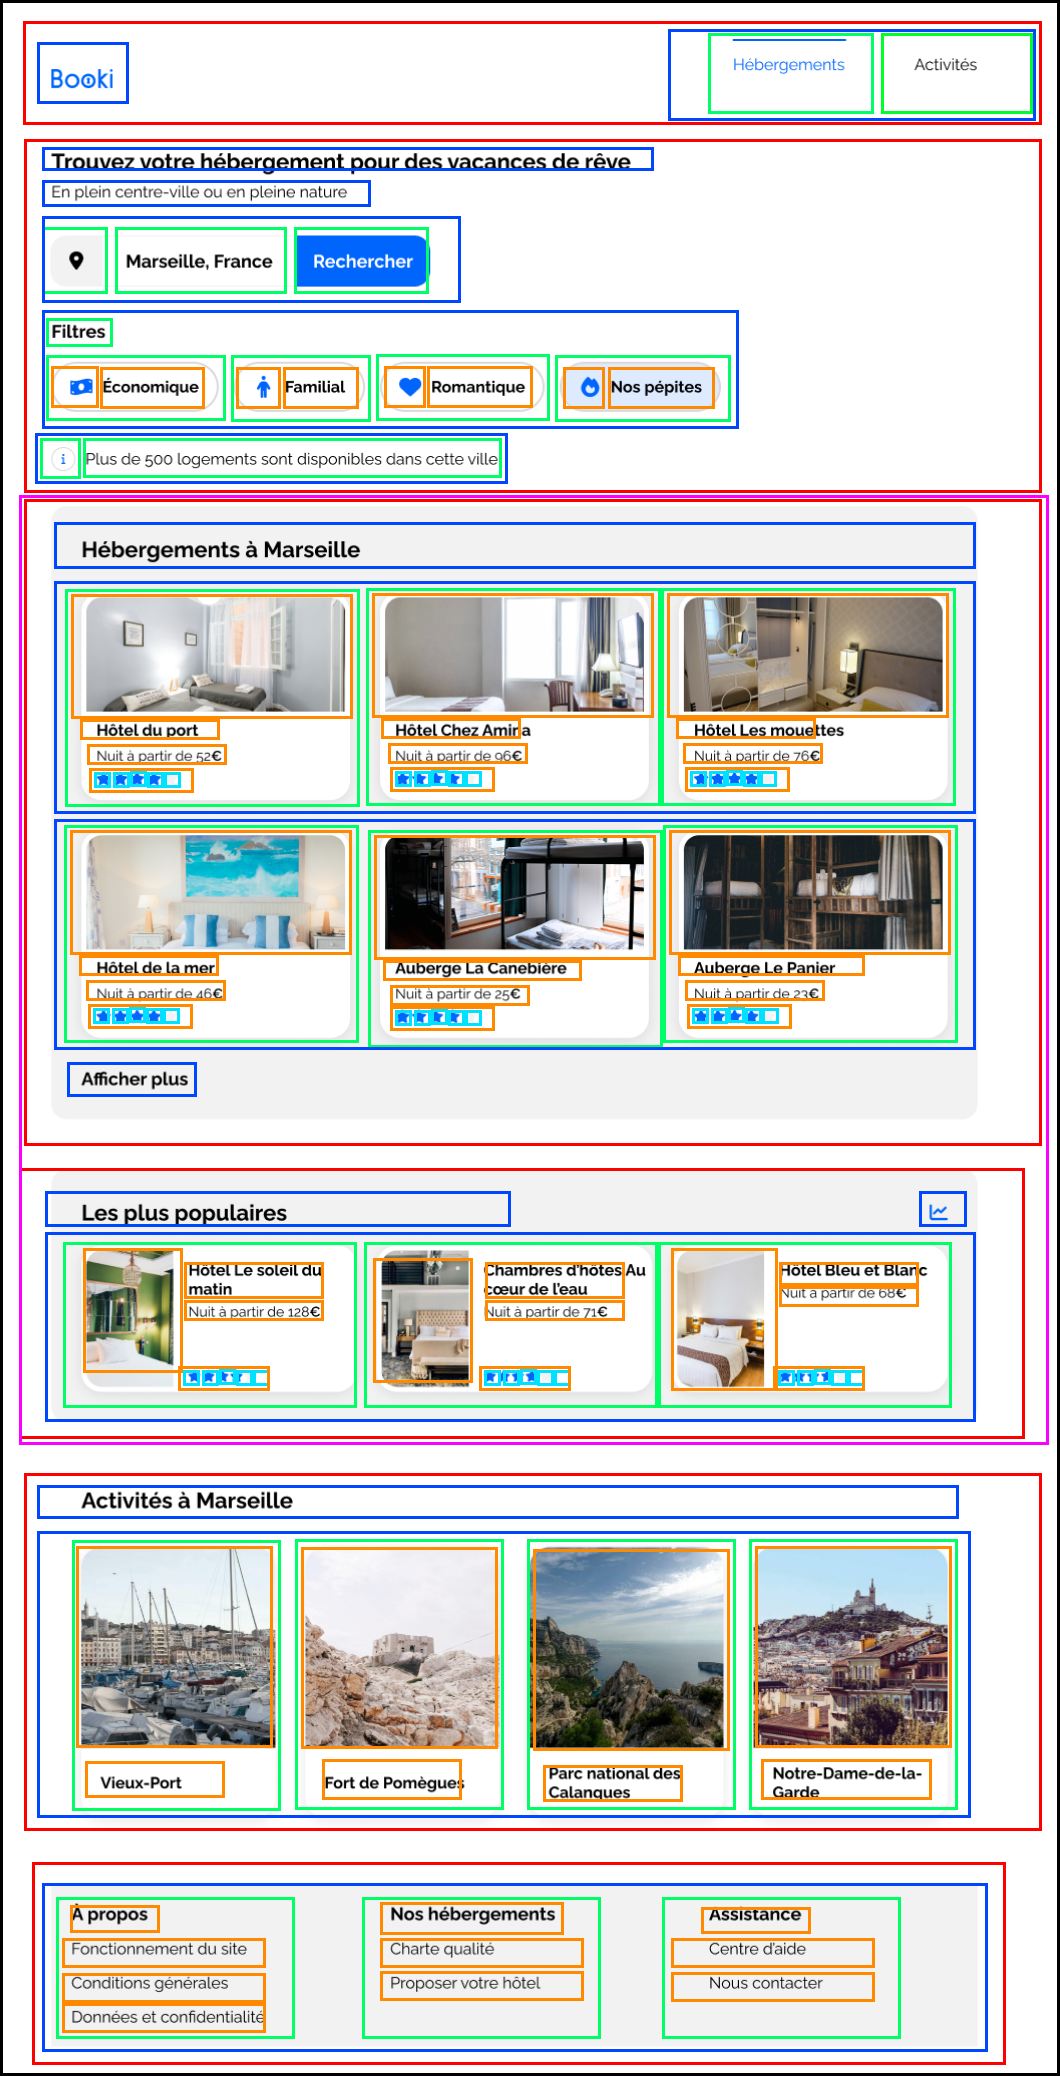 Booki
Hébergements
Activités
Trouvez votre hébergement pour des vacances de rêve
En plein centre-ville ou en pleine nature
Marseille, France
Rechercher
Filtres
Économique
Familial
Romantique
Nos pépites
Plus de 500 logements sont disponibles dans cette ville
Hébergements à Marseille
Hôtel du port
Nuit à partir de 52€
Hôtel Chez Amina
Nuit à partir de 96€
Hôtel Les mouettes
Nuit à partir de 76€
Hôtel de la mer
Nuit à partir de 46€
Auberge La Canebière
Nuit à partir de 25€
Auberge Le Panier
Nuit à partir de 23€
Afficher plus
Les plus populaires
Hôtel Le soleil du
matin
Nuit à partir de 128€
Chambres d'hôtes Au
cœur de l'eau
Nuit à partir de 71€
Hôtel Bleu et Blanc
Nuit à partir de 68€
Activités à Marseille
Vieux-Port
Fort de Pomègues
Parc national des
Calanques
Notre-Dame-de-la-
Garde
À propos
Fonctionnement du site
Conditions générales
Données et confidentialité
Nos hébergements
Charte qualité
Proposer votre hôtel
Assistance
Centre d'aide
Nous contacter